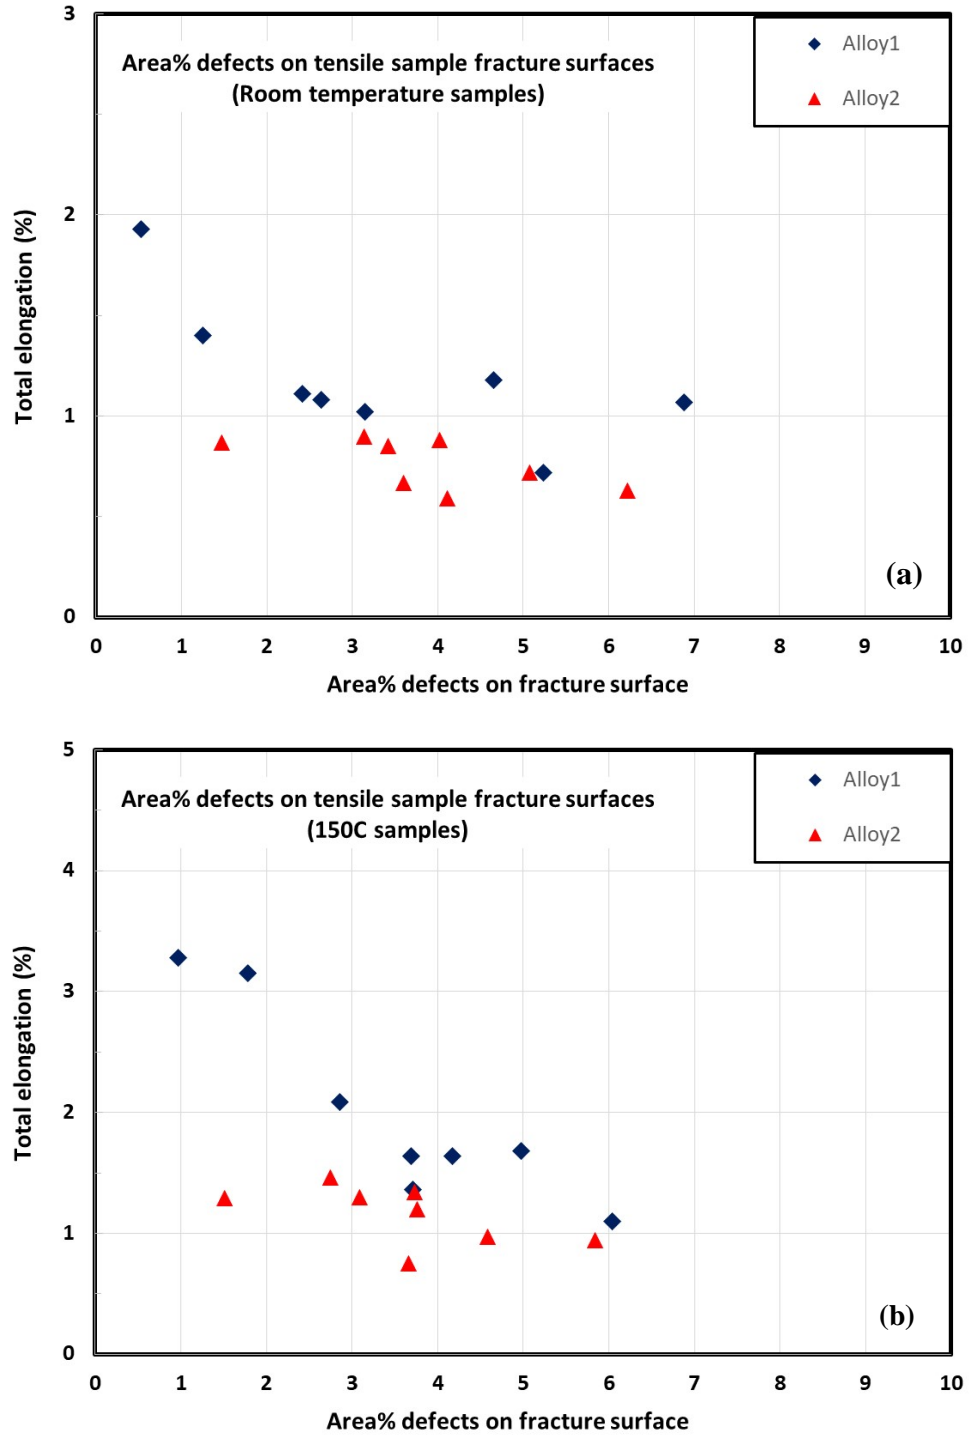 3
Area% defects on tensile sample fracture surfaces
(Room temperature samples)
Alloy1
Alloy2
2
Total elongation (%)
1
(a)
0
0 1 2 3 4 5 6 7 8 9 10
Area% defects on fracture surface
5
Area% defects on tensile sample fracture surfaces
(150C samples)
Alloy1
Alloy2
4
3
Total elongation (%)
2
1
(b)
0
0 1 2 3 4 5 6 7 8 9 10
Area% defects on fracture surface